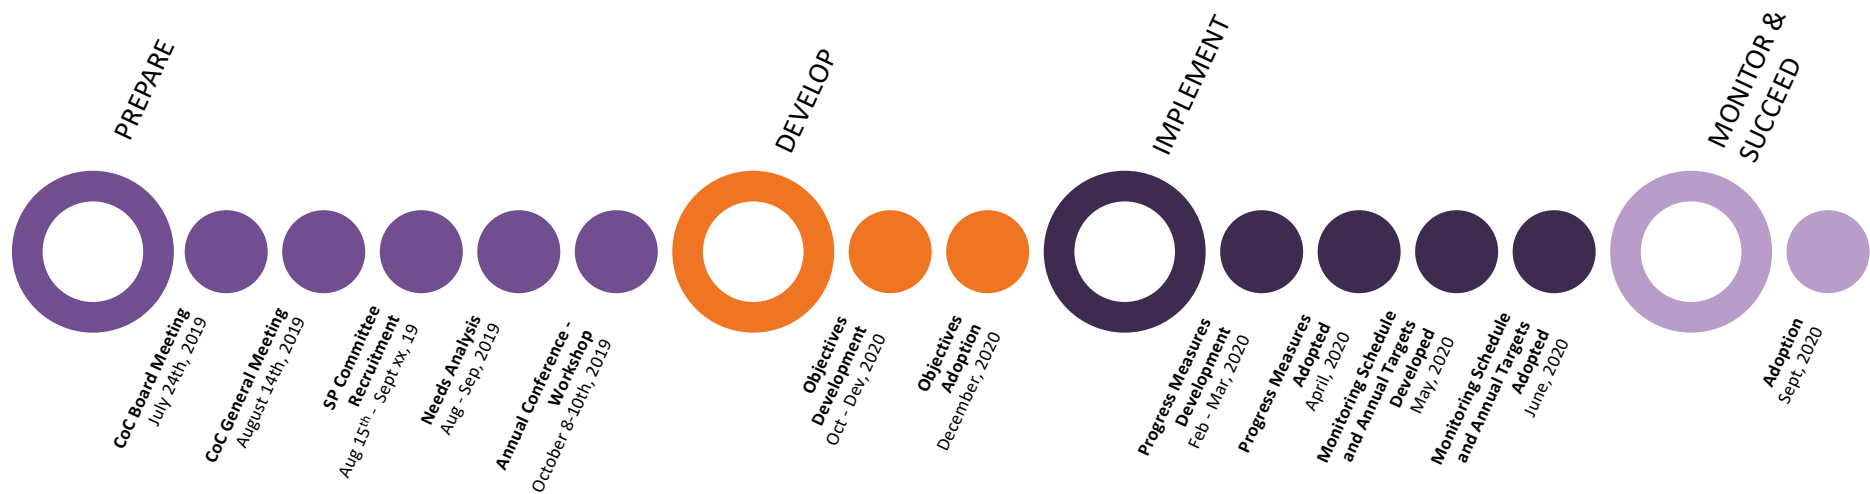 PREPARE
CoC Board Meeting
July 24th, 2019
CoC General Meeting
August 14th, 2019
SP Committee
Recruitment
Aug 15th - Sept xx, 19
Needs Analysis
Aug - Sep, 2019
Annual Conference -
Workshop
October 8-10th, 2019
DEVELOP
Objectives
Development
Oct - Dev, 2020
Objectives
Adoption
December, 2020
IMPLEMENT
Progress Measures
Development
Feb - Mar, 2020
Progress Measures
Adopted
April, 2020
Monitoring Schedule
and Annual Targets
Developed
May, 2020
Monitoring Schedule
and Annual Targets
Adopted
June, 2020
MONITOR &
SUCCEED
Adoption
Sept, 2020